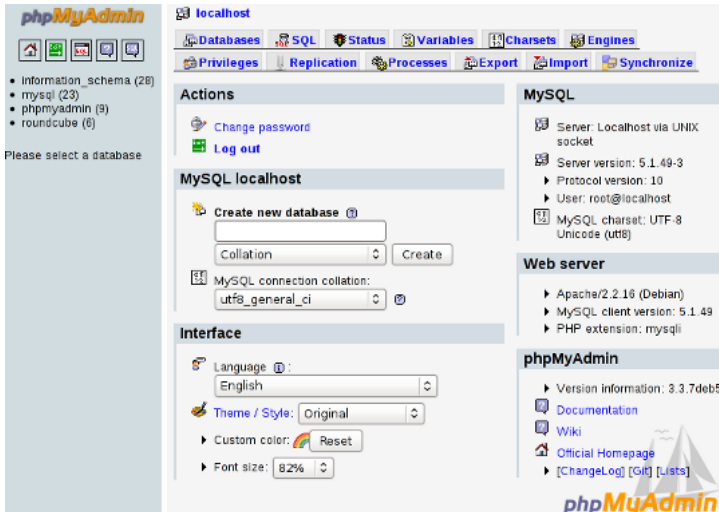 phpMyAdmin
information_schema (28)
mysql (23)
phpmyadmin (9)
roundcube (6)
Please select a database
localhost
Databases SQL Status Variables Charsets Engines
Privileges Replication Processes Export Import Synchronize
Actions
Change password
Log out
MySQL localhost
Create new database
Collation Create
MySQL connection collation:
utf8_general_ci
Interface
Language :
English
Theme / Style: Original
Custom color: Reset
Font size: 82%
MySQL
Server: Localhost via UNIX
socket
Server version: 5.1.49-3
Protocol version: 10
User: root@localhost
MySQL charset: UTF-8
Unicode (utf8)
Web server
Apache/2.2.16 (Debian)
MySQL client version: 5.1.49
PHP extension: mysqli
phpMyAdmin
Version information: 3.3.7deb5
Documentation
Wiki
Official Homepage
[ChangeLog] [Git] [Lists]
phpMyAdmin